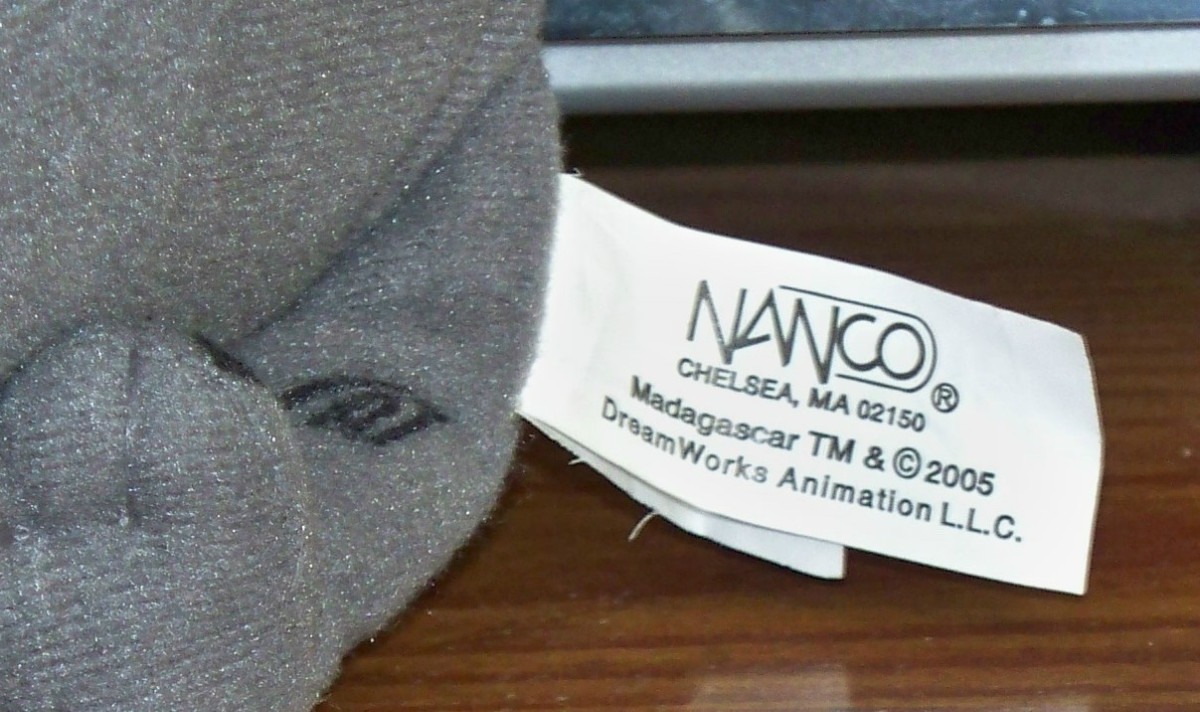 NANCO®
CHELSEA, MA 02150
Madagascar TM & © 2005
DreamWorks Animation L.L.C.